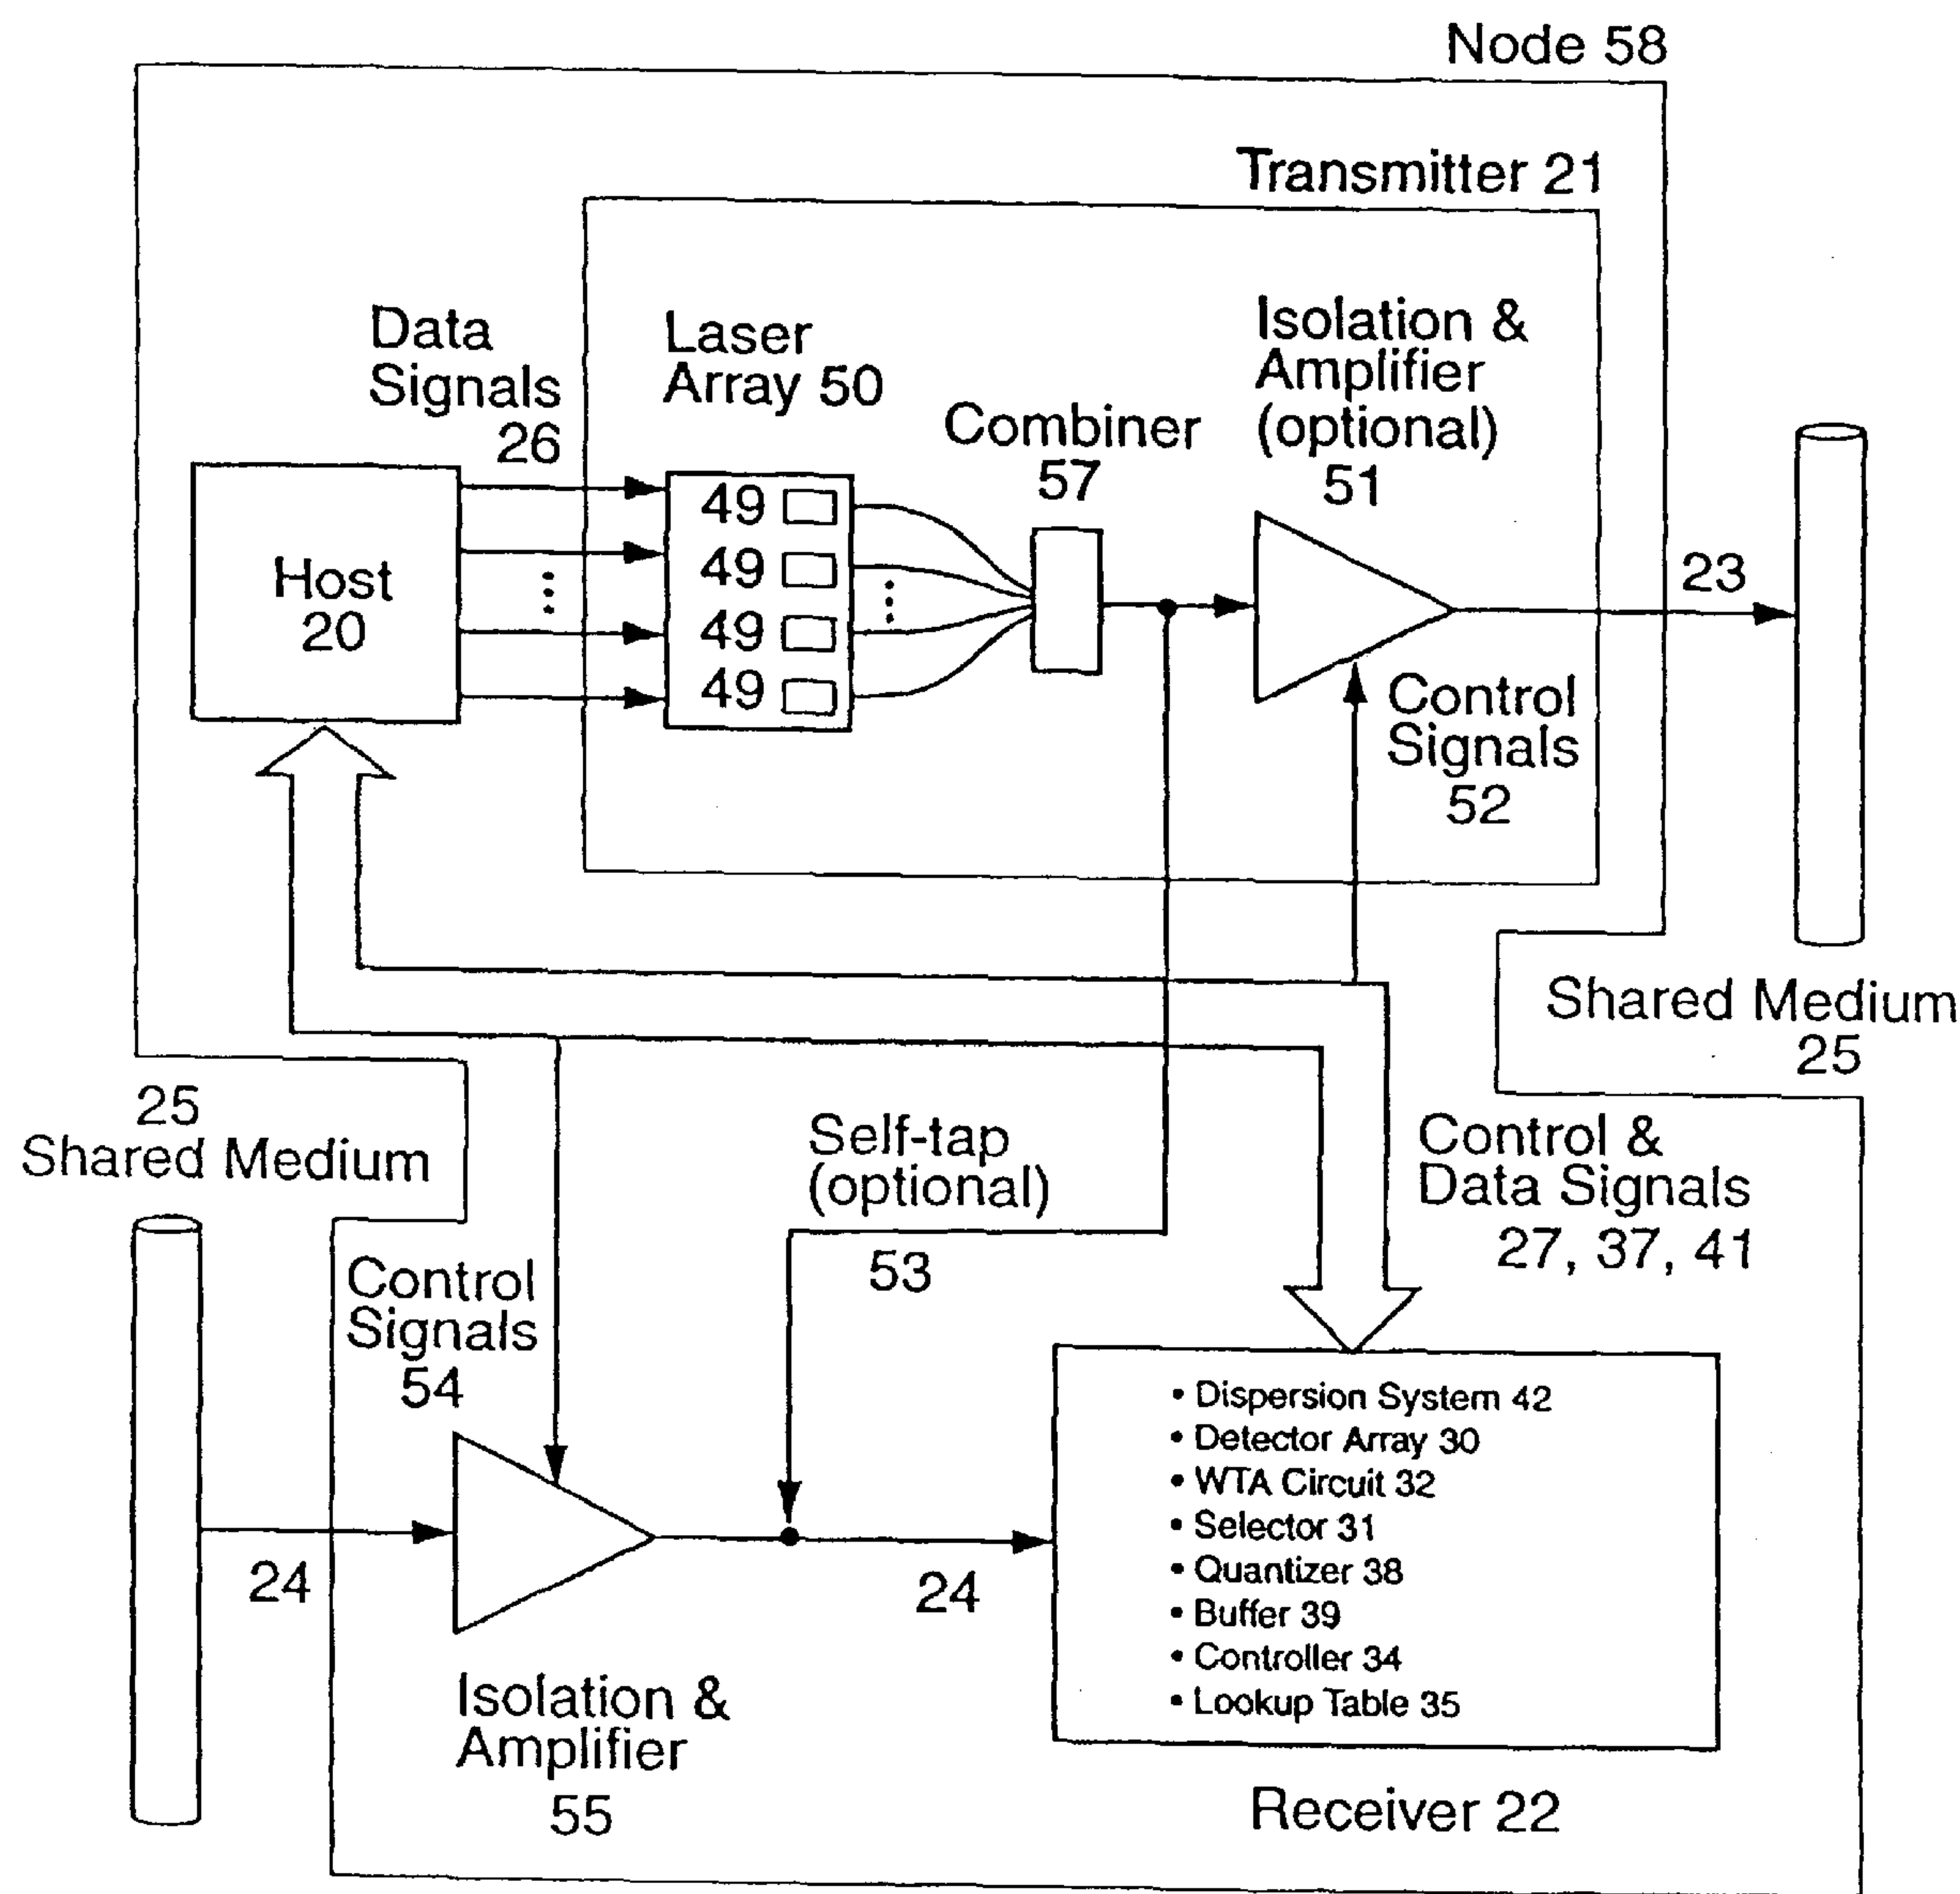 Node 58
Transmitter 21
Data
Signals
26
Laser
Array 50
Combiner
57
Isolation &
Amplifier
(optional)
51
Host
20
49
49
49
49
23
Control
Signals
52
Shared Medium
25
25
Shared Medium
Self-tap
(optional)
53
Control &
Data Signals
27, 37, 41
Control
Signals
54
24
24
Isolation &
Amplifier
55
• Dispersion System 42
• Detector Array 30
• WTA Circuit 32
• Selector 31
• Quantizer 38
• Buffer 39
• Controller 34
• Lookup Table 35
Receiver 22